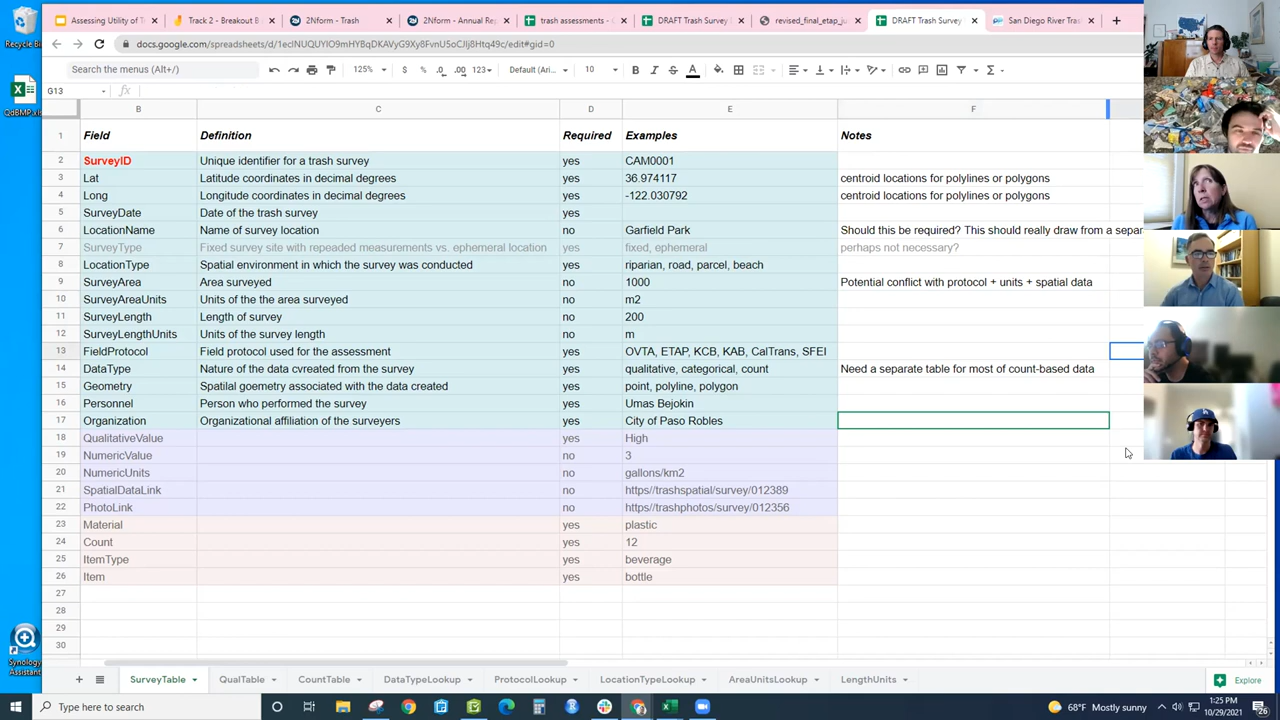 Recycle Bi
QdBMP.xl
Synology
Assistant
Assessing Utility of T
Track 2 - Breakout B
2Nform - Trash
2Nform - Annual Rep
trash assessments - G
DRAFT Trash Survey
revised_final_etap_ju
DRAFT Trash Survey
San Diego River Tras
docs.google.com/spreadsheets/d/1eclNUQUYIO9mHYBqDKAVyG9Xy8FvnU5oCIJj8Htq49c/edit#gid=0
Search the menus (Alt+/)
125% $ % .0 .00 123 Default (Ari... 10 B I S A
G13 fx
B C D E F
1 Field Definition Required Examples Notes
2 SurveyID Unique identifier for a trash survey yes CAM0001
3 Lat Latitude coordinates in decimal degrees yes 36.974117 centroid locations for polylines or polygons
4 Long Longitude coordinates in decimal degrees yes -122.030792 centroid locations for polylines or polygons
5 SurveyDate Date of the trash survey yes
6 LocationName Name of survey location no Garfield Park Should this be required? This should really draw from a separ
7 SurveyType Fixed survey site with repeaded measurements vs. ephemeral location yes fixed, ephemeral perhaps not necessary?
8 LocationType Spatial environment in which the survey was conducted yes riparian, road, parcel, beach
9 SurveyArea Area surveyed no 1000 Potential conflict with protocol + units + spatial data
10 SurveyAreaUnits Units of the the area surveyed no m2
11 SurveyLength Length of survey no 200
12 SurveyLengthUnits Units of the survey length no m
13 FieldProtocol Field protocol used for the assessment yes OVTA, ETAP, KCB, KAB, CalTrans, SFEI
14 DataType Nature of the data cvreated from the survey yes qualitative, categorical, count Need a separate table for most of count-based data
15 Geometry Spatilal goemetry associated with the data created yes point, polyline, polygon
16 Personnel Person who performed the survey yes Umas Bejokin
17 Organization Organizational affiliation of the surveyers yes City of Paso Robles
18 QualitativeValue yes High
19 NumericValue no 3
20 NumericUnits no gallons/km2
21 SpatialDataLink no https//trashspatial/survey/012389
22 PhotoLink no https//trashphotos/survey/012356
23 Material yes plastic
24 Count yes 12
25 ItemType yes beverage
26 Item yes bottle
27
28
29
30
SurveyTable QualTable CountTable DataTypeLookup ProtocolLookup LocationTypeLookup AreaUnitsLookup LengthUnits Explore
Type here to search
68°F Mostly sunny
1:25 PM
10/29/2021
26